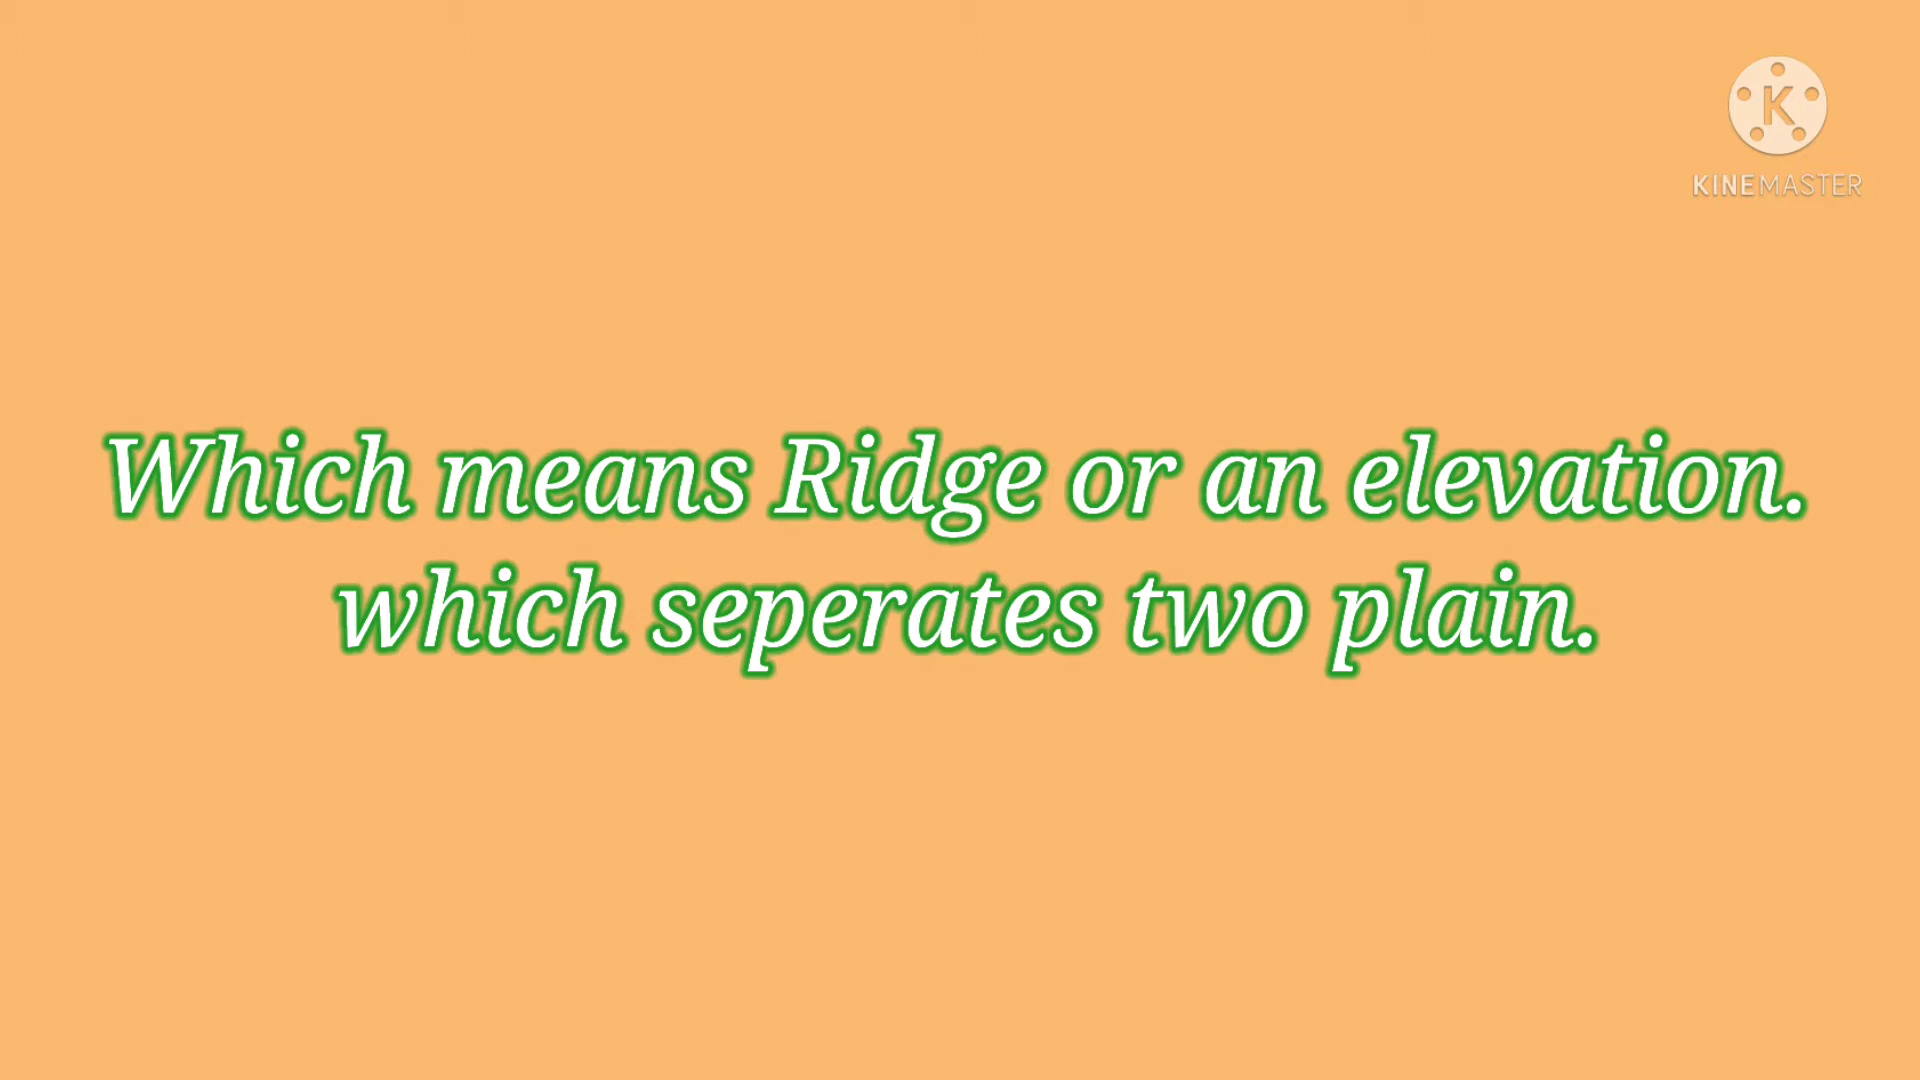 K
KINEMASTER
Which means Ridge or an elevation.
which seperates two plain.